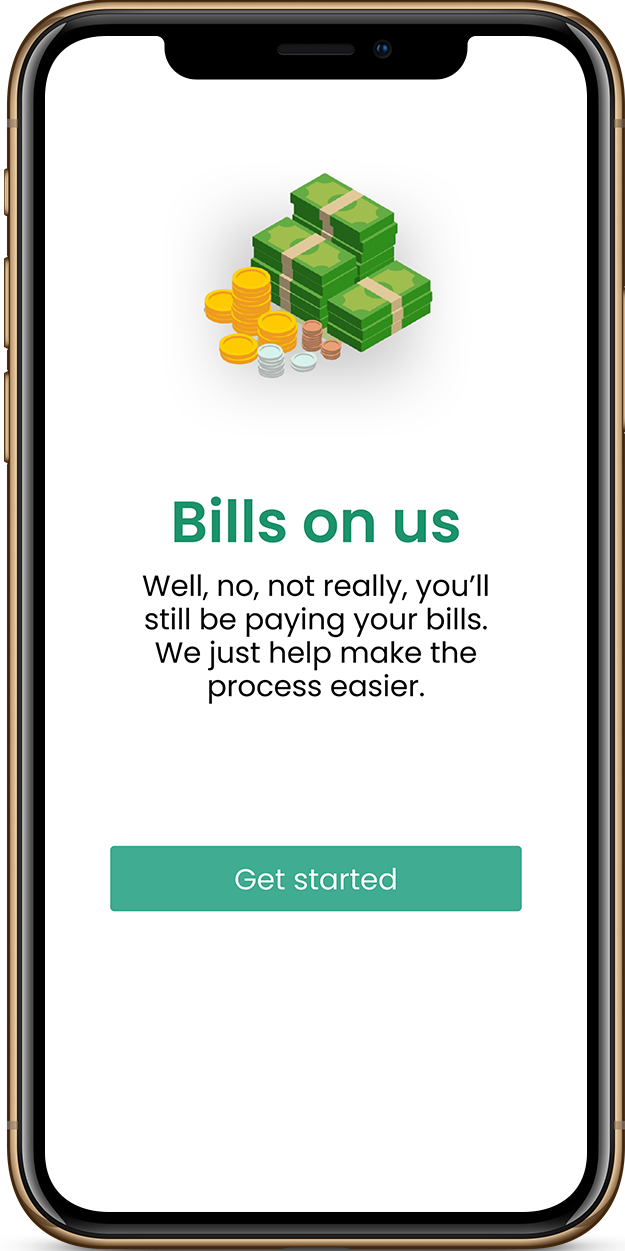 Bills on us
Well, no, not really, you’ll
still be paying your bills.
We just help make the
process easier.
Get started